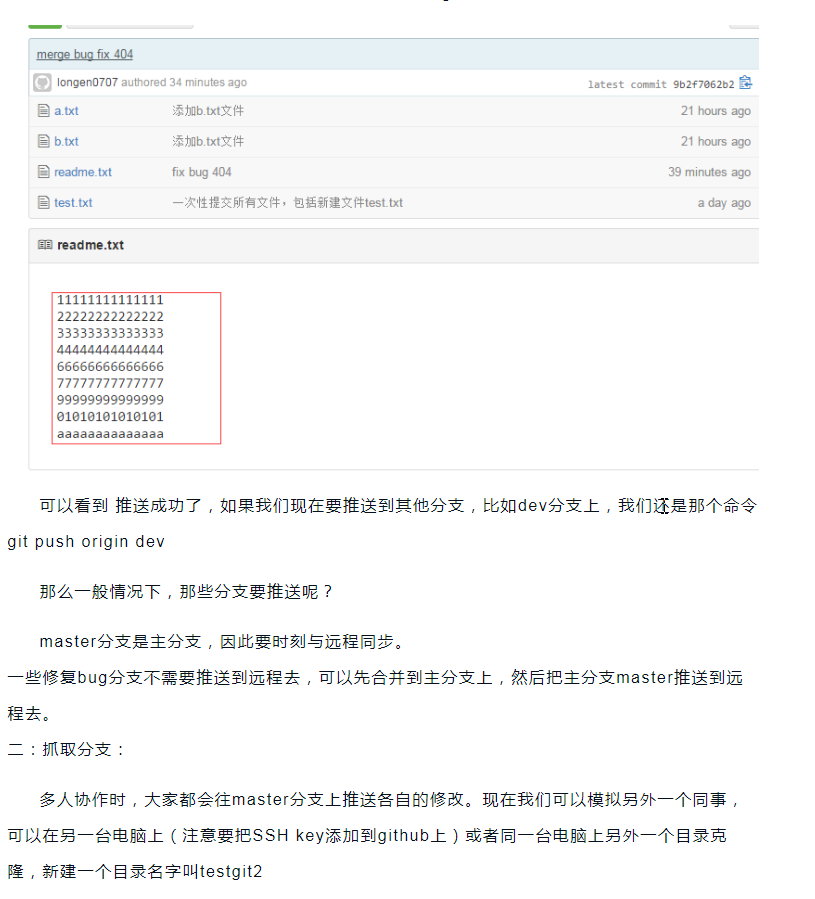 merge bug fix 404
longen0707 authored 34 minutes ago
latest commit 9b2f7062b2
a.txt 添加b.txt文件 21 hours ago
b.txt 添加b.txt文件 21 hours ago
readme.txt fix bug 404 39 minutes ago
test.txt 一次性提交所有文件，包括新建文件test.txt a day ago
readme.txt
11111111111111
22222222222222
33333333333333
44444444444444
66666666666666
77777777777777
99999999999999
01010101010101
aaaaaaaaaaaaaa
可以看到 推送成功了，如果我们现在要推送到其他分支，比如dev分支上，我们还是那个命令
git push origin dev
那么一般情况下，那些分支要推送呢？
master分支是主分支，因此要时刻与远程同步。
一些修复bug分支不需要推送到远程去，可以先合并到主分支上，然后把主分支master推送到远
程去。
二：抓取分支：
多人协作时，大家都会往master分支上推送各自的修改。现在我们可以模拟另外一个同事，
可以在另一台电脑上（注意要把SSH key添加到github上）或者同一台电脑上另外一个目录克
隆，新建一个目录名字叫testgit2